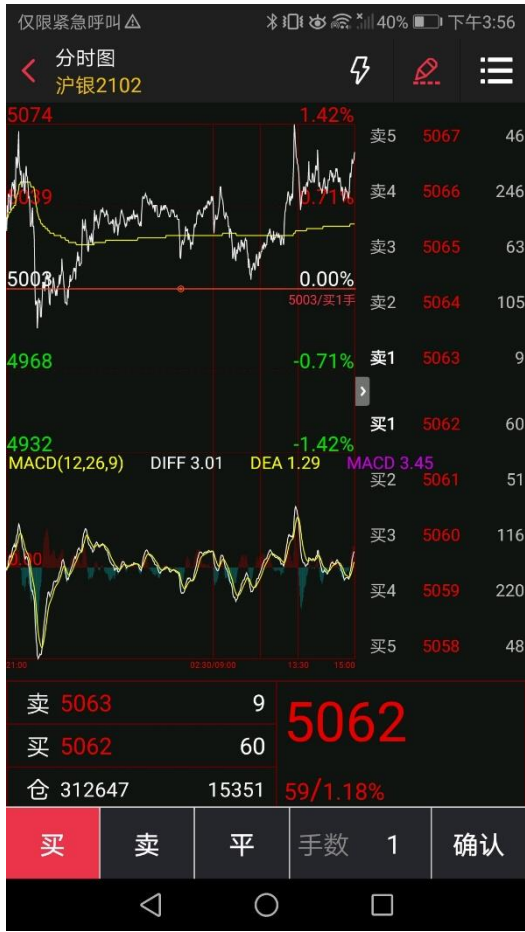 仅限紧急呼叫 40% 下午3:56
分时图
沪银2102
5074 1.42%
5039 0.71%
5003 0.00%
5003/买1手
4968 -0.71%
4932 -1.42%
MACD(12,26,9) DIFF 3.01 DEA 1.29 MACD 3.45
0.00
21:00 02:30/09:00 13:30 15:00
卖5 5067 46
卖4 5066 246
卖3 5065 63
卖2 5064 105
卖1 5063 9
买1 5062 60
买2 5061 51
买3 5060 116
买4 5059 220
买5 5058 48
卖 5063 9
买 5062 60
仓 312647 15351
5062
59/1.18%
买 卖 平 手数 1 确认